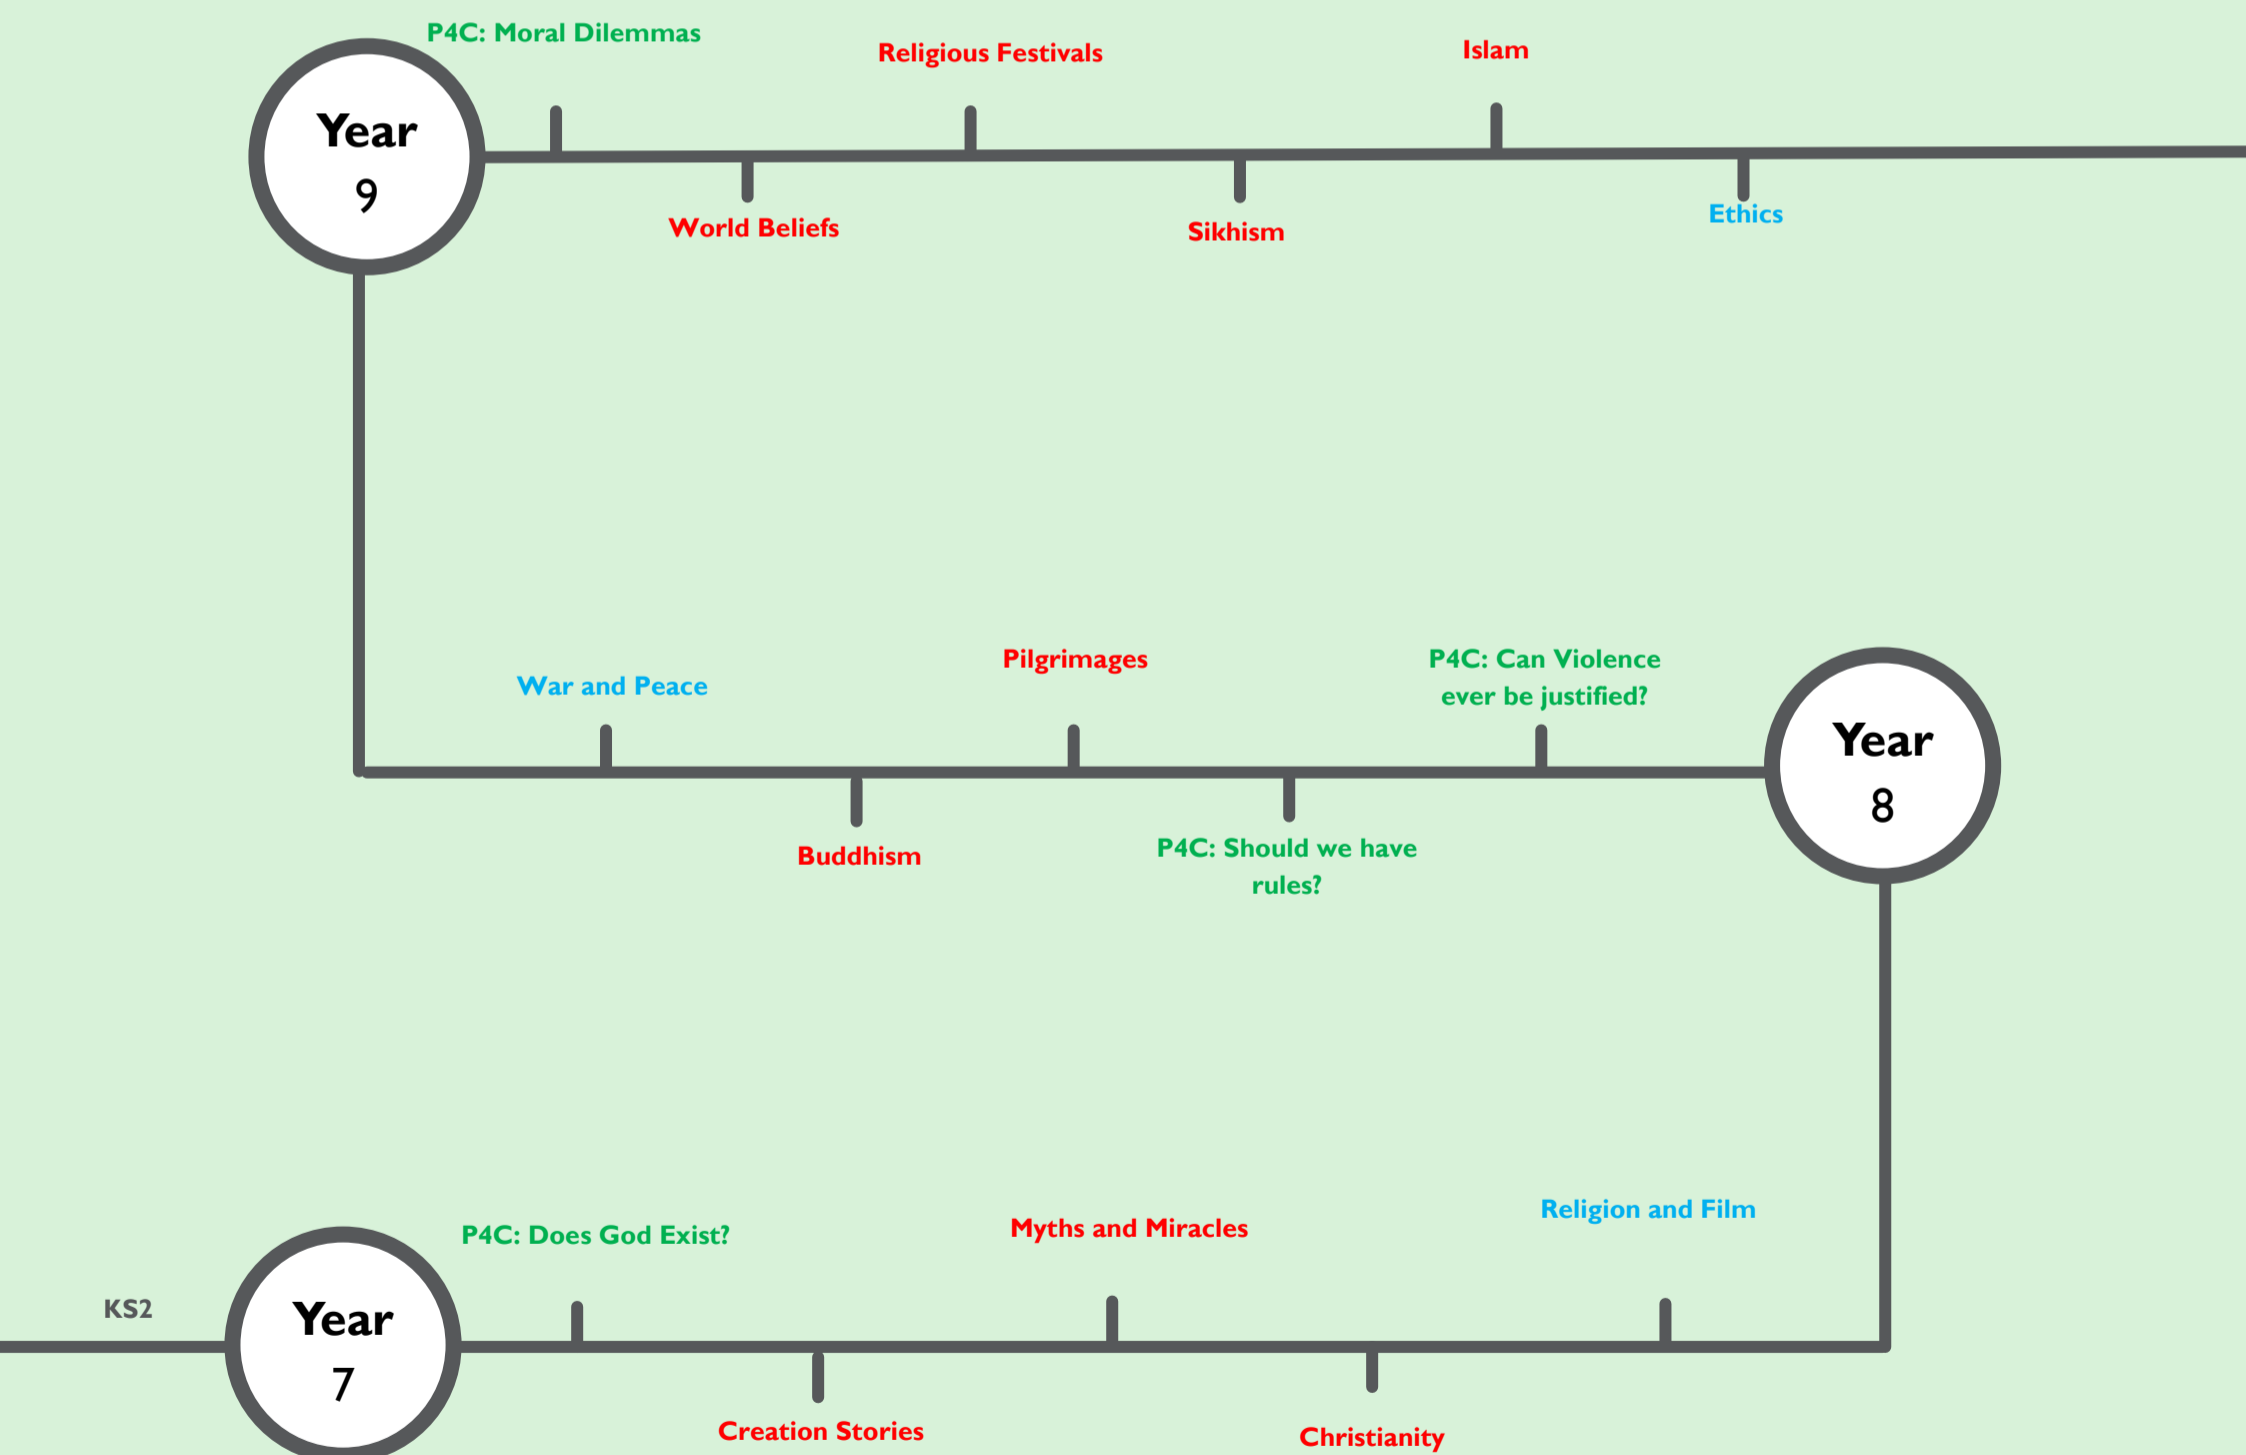 P4C: Moral Dilemmas
Religious Festivals
Islam
Year
9
World Beliefs
Sikhism
Ethics
War and Peace
Pilgrimages
P4C: Can Violence
ever be justified?
Year
8
Buddhism
P4C: Should we have
rules?
Religion and Film
P4C: Does God Exist?
Myths and Miracles
KS2
Year
7
Creation Stories
Christianity